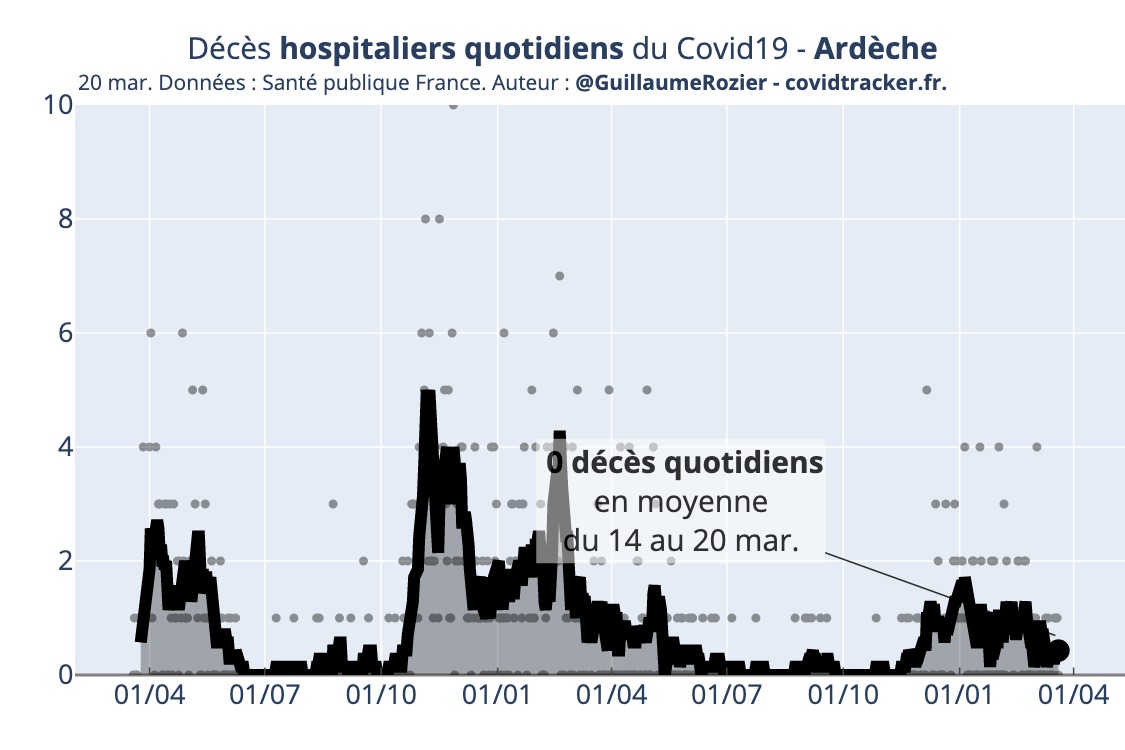 Décès hospitaliers quotidiens du Covid19 - Ardèche
20 mar. Données : Santé publique France. Auteur : @GuillaumeRozier - covidtracker.fr.
10
8
6
4
2
0
0 décès quotidiens
en moyenne
du 14 au 20 mar.
01/04 01/07 01/10 01/01 01/04 01/07 01/10 01/01 01/04